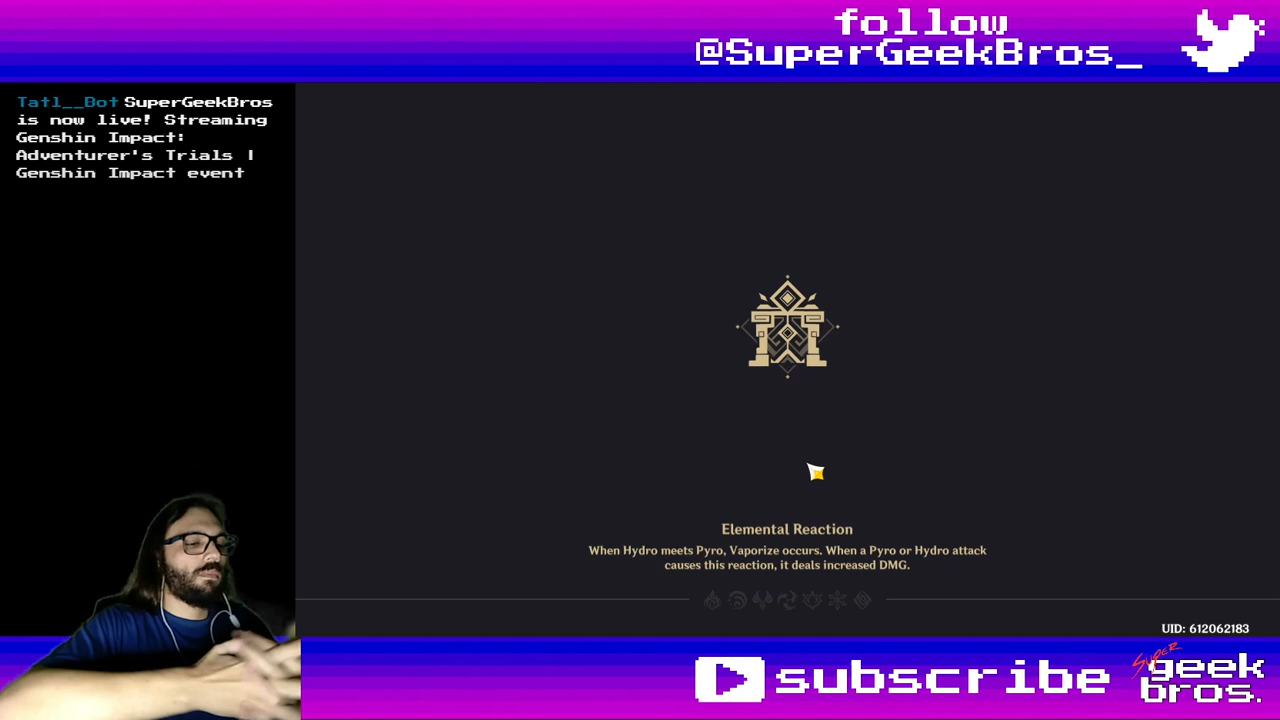 follow
@SuperGeekBros_
Tatl__Bot SuperGeekBros
is now live! Streaming
Genshin Impact:
Adventurer's Trials |
Genshin Impact event
Elemental Reaction
When Hydro meets Pyro, Vaporize occurs. When a Pyro or Hydro attack
causes this reaction, it deals increased DMG.
UID: 612062183
subscribe
SUPER
geek
bros.